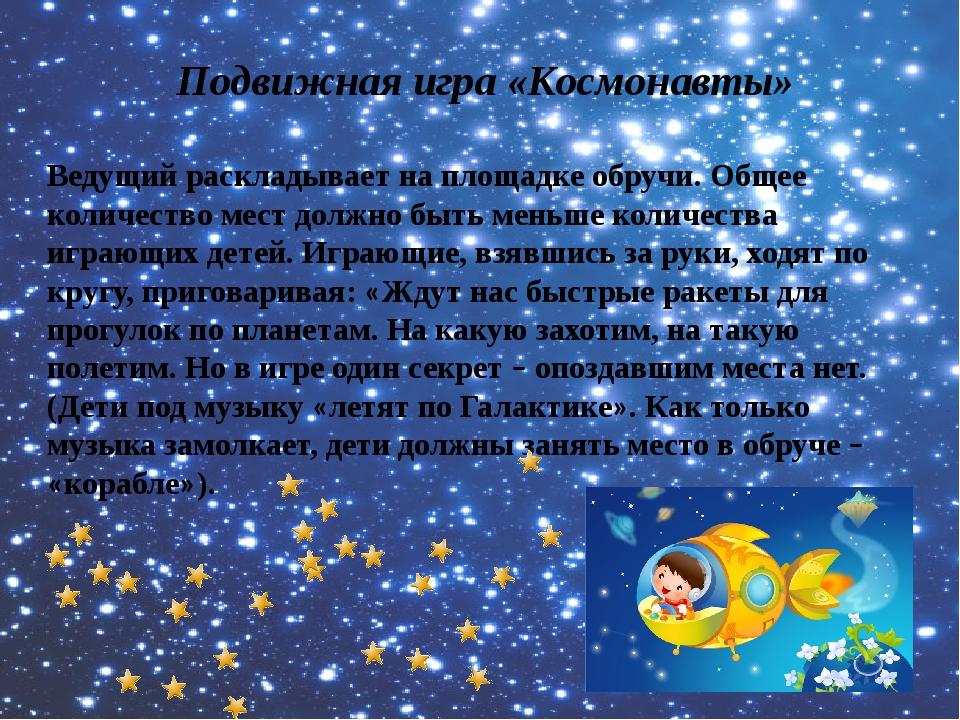 Подвижная игра «Космонавты»
Ведущий раскладывает на площадке обручи. Общее
количество мест должно быть меньше количества
играющих детей. Играющие, взявшись за руки, ходят по
кругу, приговаривая: «Ждут нас быстрые ракеты для
прогулок по планетам. На какую захотим, на такую
полетим. Но в игре один секрет – опоздавшим места нет.
(Дети под музыку «летят по Галактике». Как только
музыка замолкает, дети должны занять место в обруче –
«корабле»).